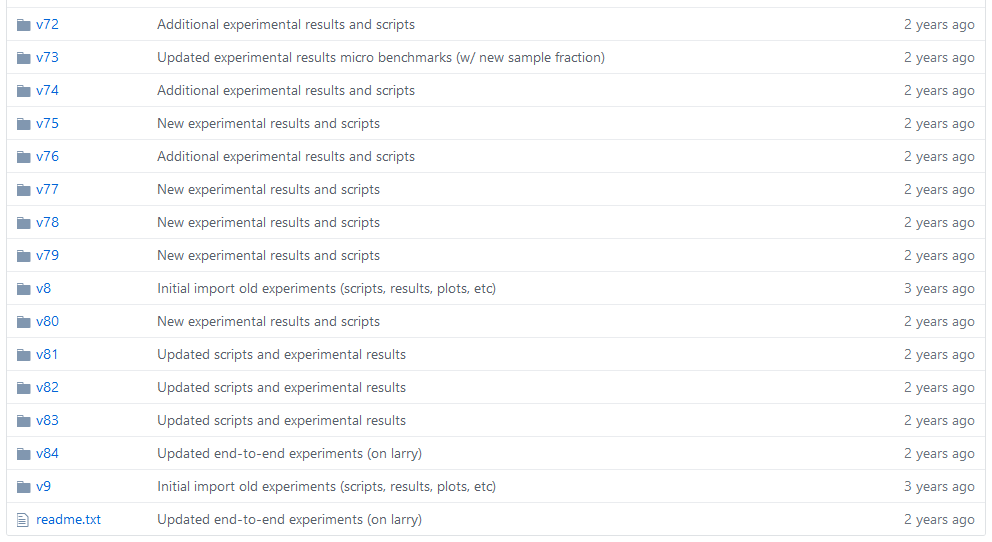 v72 Additional experimental results and scripts 2 years ago
v73 Updated experimental results micro benchmarks (w/ new sample fraction) 2 years ago
v74 Additional experimental results and scripts 2 years ago
v75 New experimental results and scripts 2 years ago
v76 Additional experimental results and scripts 2 years ago
v77 New experimental results and scripts 2 years ago
v78 New experimental results and scripts 2 years ago
v79 New experimental results and scripts 2 years ago
v8 Initial import old experiments (scripts, results, plots, etc) 3 years ago
v80 New experimental results and scripts 2 years ago
v81 Updated scripts and experimental results 2 years ago
v82 Updated scripts and experimental results 2 years ago
v83 Updated scripts and experimental results 2 years ago
v84 Updated end-to-end experiments (on larry) 2 years ago
v9 Initial import old experiments (scripts, results, plots, etc) 3 years ago
readme.txt Updated end-to-end experiments (on larry) 2 years ago